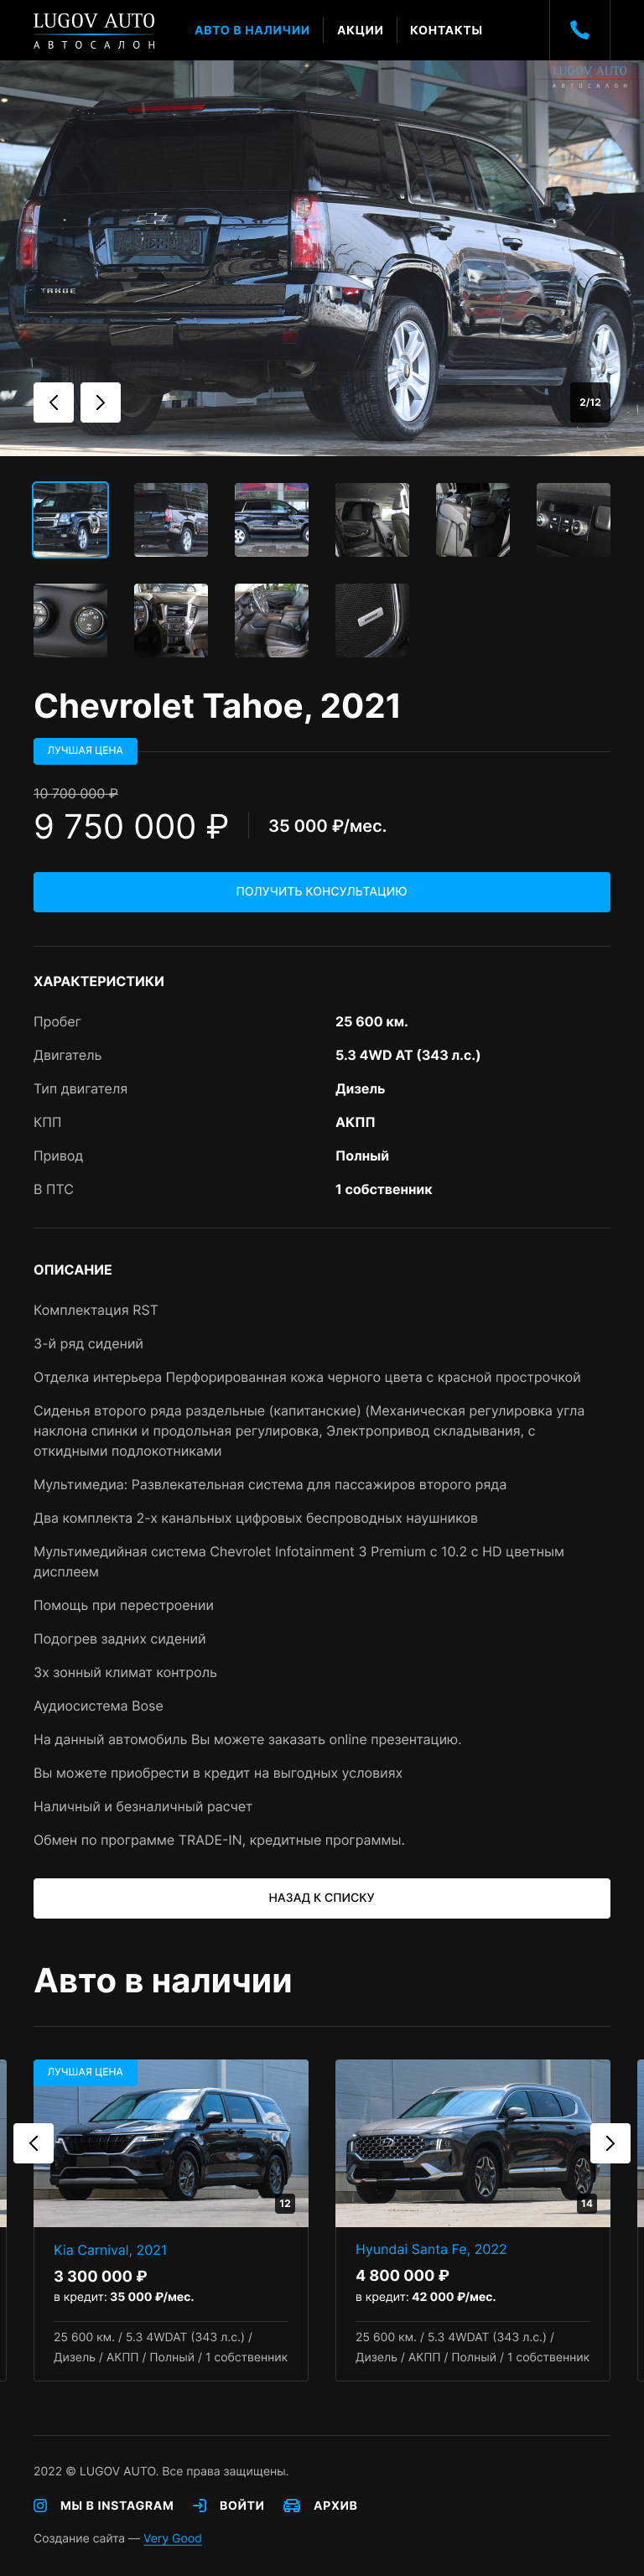 LUGOV AUTO
АВТОСАЛОН
АВТО В НАЛИЧИИ
АКЦИИ
КОНТАКТЫ
LUGOV AUTO
АВТОСАЛОН
TAHOE
2/12
Chevrolet Tahoe, 2021
ЛУЧШАЯ ЦЕНА
10 700 000 ₽
9 750 000 ₽
35 000 ₽/мес.
ПОЛУЧИТЬ КОНСУЛЬТАЦИЮ
ХАРАКТЕРИСТИКИ
Пробег 25 600 км.
Двигатель 5.3 4WD AT (343 л.с.)
Тип двигателя Дизель
КПП АКПП
Привод Полный
В ПТС 1 собственник
ОПИСАНИЕ
Комплектация RST
3-й ряд сидений
Отделка интерьера Перфорированная кожа черного цвета с красной прострочкой
Сиденья второго ряда раздельные (капитанские) (Механическая регулировка угла
наклона спинки и продольная регулировка, Электропривод складывания, с
откидными подлокотниками
Мультимедиа: Развлекательная система для пассажиров второго ряда
Два комплекта 2-х канальных цифровых беспроводных наушников
Мультимедийная система Chevrolet Infotainment 3 Premium с 10.2 с HD цветным
дисплеем
Помощь при перестроении
Подогрев задних сидений
3х зонный климат контроль
Аудиосистема Bose
На данный автомобиль Вы можете заказать online презентацию.
Вы можете приобрести в кредит на выгодных условиях
Наличный и безналичный расчет
Обмен по программе TRADE-IN, кредитные программы.
НАЗАД К СПИСКУ
Авто в наличии
ЛУЧШАЯ ЦЕНА
12
Kia Carnival, 2021
3 300 000 ₽
в кредит: 35 000 ₽/мес.
25 600 км. / 5.3 4WDAT (343 л.с.) /
Дизель / АКПП / Полный / 1 собственник
14
Hyundai Santa Fe, 2022
4 800 000 ₽
в кредит: 42 000 ₽/мес.
25 600 км. / 5.3 4WDAT (343 л.с.) /
Дизель / АКПП / Полный / 1 собственник
2022 © LUGOV AUTO. Все права защищены.
МЫ В INSTAGRAM
ВОЙТИ
АРХИВ
Создание сайта — Very Good